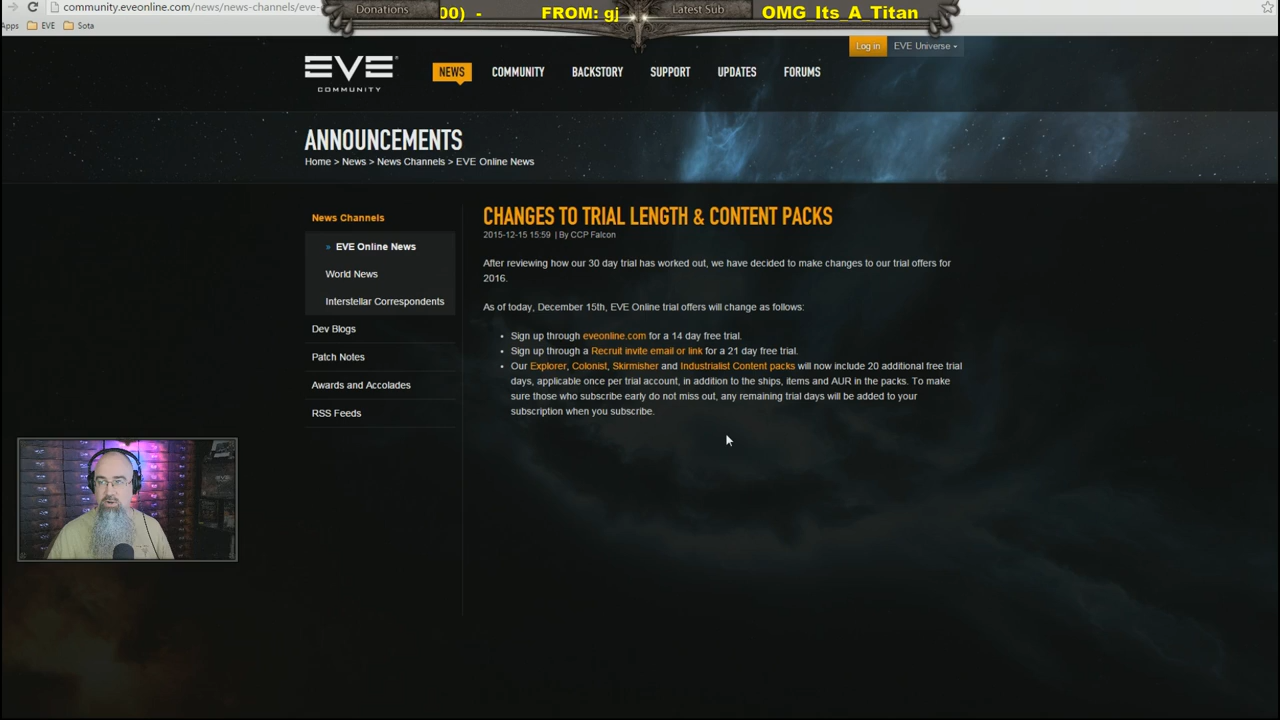 community.eveonline.com/news/news-channels/eve-
Donations
00) -
FROM: gj
Latest Sub
OMG_Its_A_Titan
Apps
EVE
Sota
Log in
EVE Universe
EVE
COMMUNITY
NEWS
COMMUNITY
BACKSTORY
SUPPORT
UPDATES
FORUMS
ANNOUNCEMENTS
Home > News > News Channels > EVE Online News
News Channels
» EVE Online News
World News
Interstellar Correspondents
Dev Blogs
Patch Notes
Awards and Accolades
RSS Feeds
CHANGES TO TRIAL LENGTH & CONTENT PACKS
2015-12-15 15:59 | By CCP Falcon
After reviewing how our 30 day trial has worked out, we have decided to make changes to our trial offers for
2016.
As of today, December 15th, EVE Online trial offers will change as follows:
• Sign up through eveonline.com for a 14 day free trial.
• Sign up through a Recruit invite email or link for a 21 day free trial.
• Our Explorer, Colonist, Skirmisher and Industrialist Content packs will now include 20 additional free trial
days, applicable once per trial account, in addition to the ships, items and AUR in the packs. To make
sure those who subscribe early do not miss out, any remaining trial days will be added to your
subscription when you subscribe.